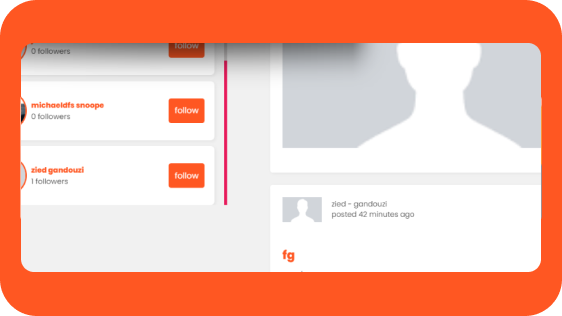 follow
0 followers
michaeldfs snoope
0 followers
follow
zied gandouzi
1 followers
follow
zied - gandouzi
posted 42 minutes ago
fg